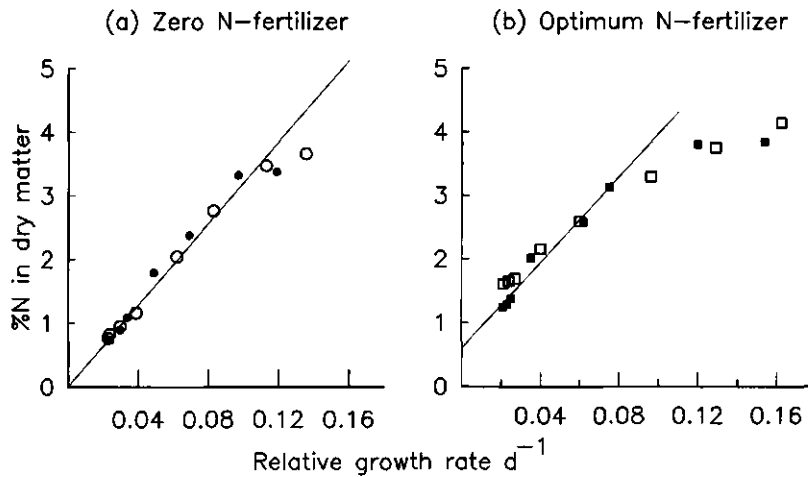 (a) Zero N-fertilizer
(b) Optimum N-fertilizer
%N in dry matter
5
4
3
2
1
0
0.04 0.08 0.12 0.16
5
4
3
2
1
0
0.04 0.08 0.12 0.16
Relative growth rate d⁻¹